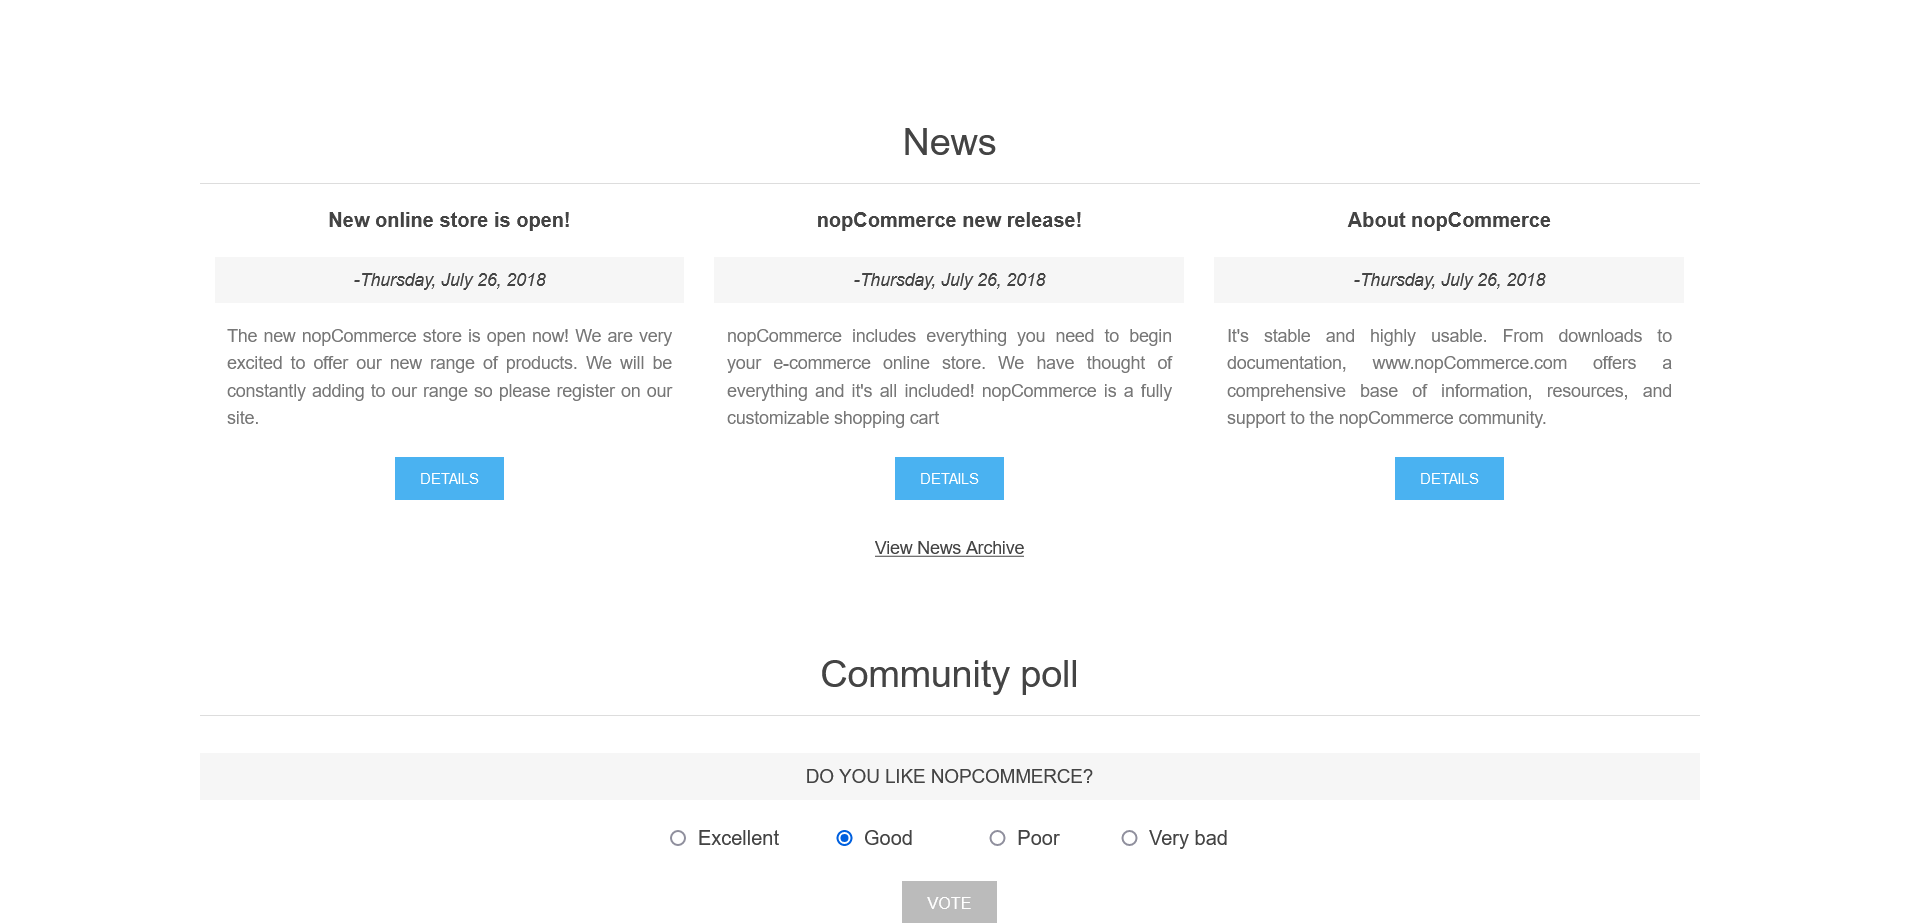 News
New online store is open!
-Thursday, July 26, 2018
The new nopCommerce store is open now! We are very
excited to offer our new range of products. We will be
constantly adding to our range so please register on our
site.
DETAILS
nopCommerce new release!
-Thursday, July 26, 2018
nopCommerce includes everything you need to begin
your e-commerce online store. We have thought of
everything and it's all included! nopCommerce is a fully
customizable shopping cart
DETAILS
About nopCommerce
-Thursday, July 26, 2018
It's stable and highly usable. From downloads to
documentation, www.nopCommerce.com offers a
comprehensive base of information, resources, and
support to the nopCommerce community.
DETAILS
View News Archive
Community poll
DO YOU LIKE NOPCOMMERCE?
Excellent Good Poor Very bad
VOTE